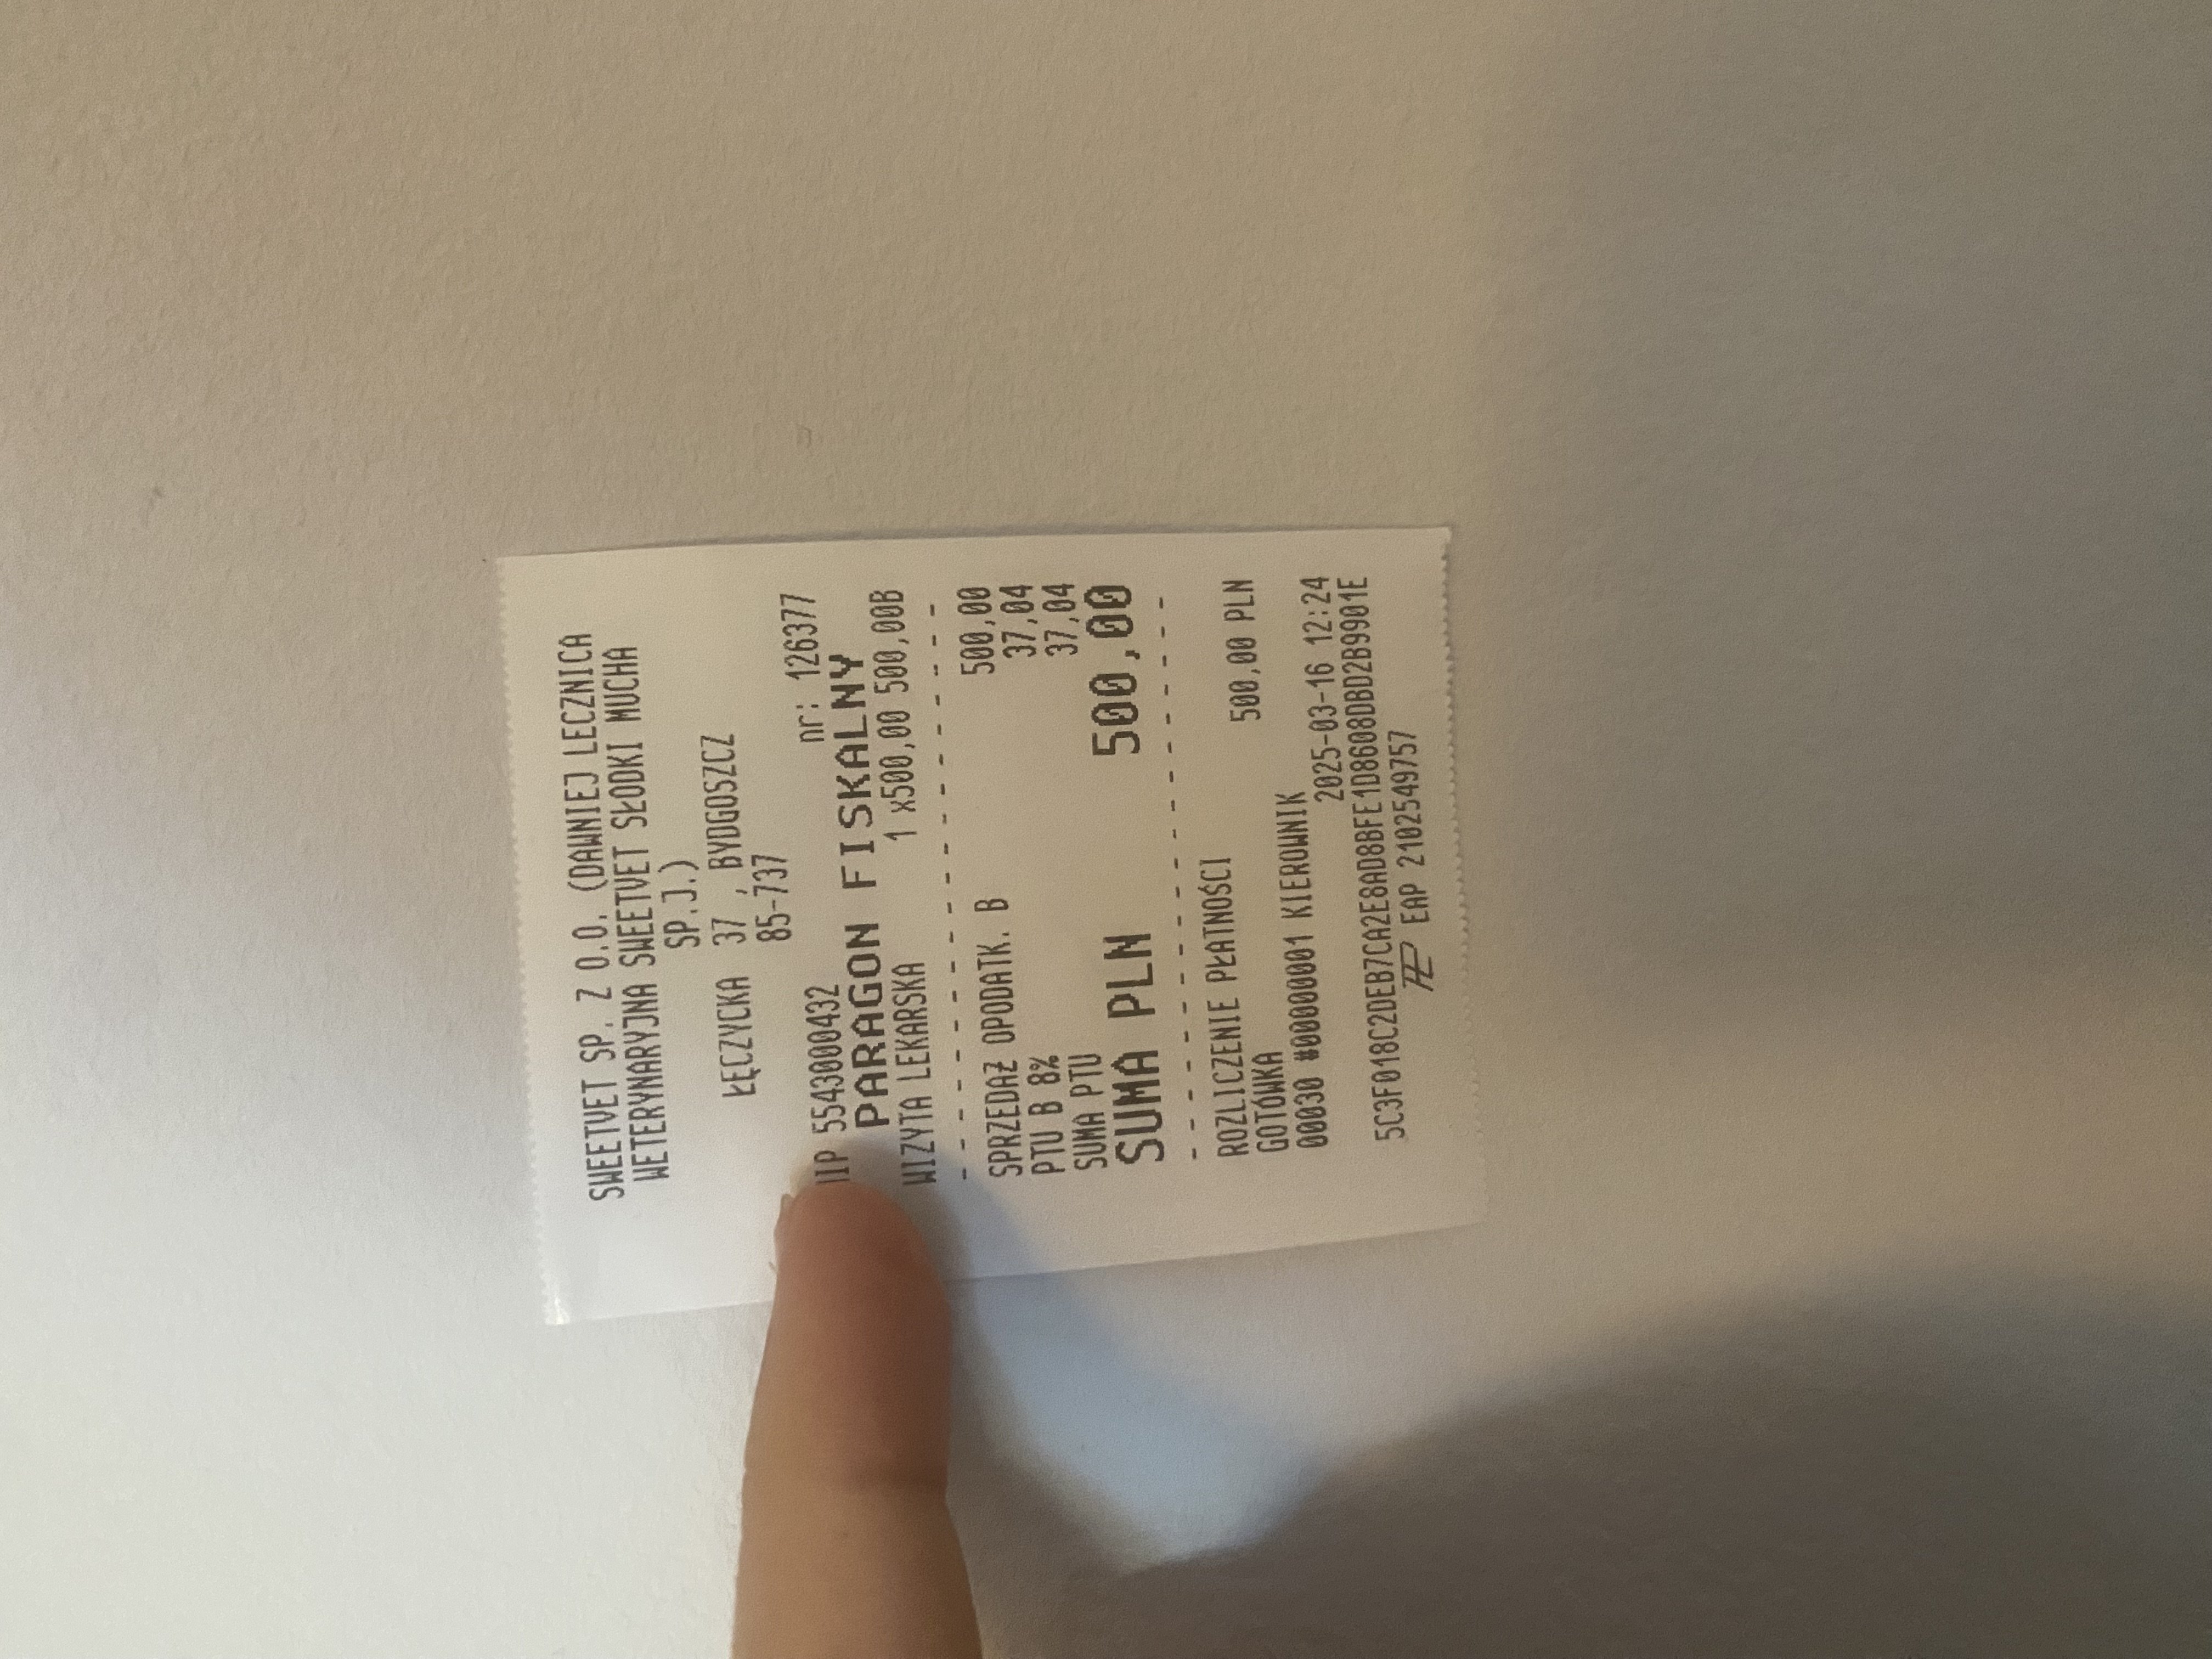 SWEETVET SP. Z O.O. (DAWNIEJ LECZNICA
WETERYNARYJNA SWEETVET SŁODKI MUCHA
SP.J.)
ŁĘCZYCKA 37 , BYDGOSZCZ
85-737
nr: 126377
NIP 5543000432
PARAGON FISKALNY
WIZYTA LEKARSKA 1 x500,00 500,00B
SPRZEDAŻ OPODATK. B 500,00
PTU B 8% 37,04
SUMA PTU 37,04
SUMA PLN 500,00
ROZLICZENIE PŁATNOŚCI
GOTÓWKA 500,00 PLN
00030 #00000001 KIEROWNIK
2025-03-16 12:24
5C3F018C2DEB7CA2E8AD8BFE1D8608DBD2B9901E
EAP 2102549757